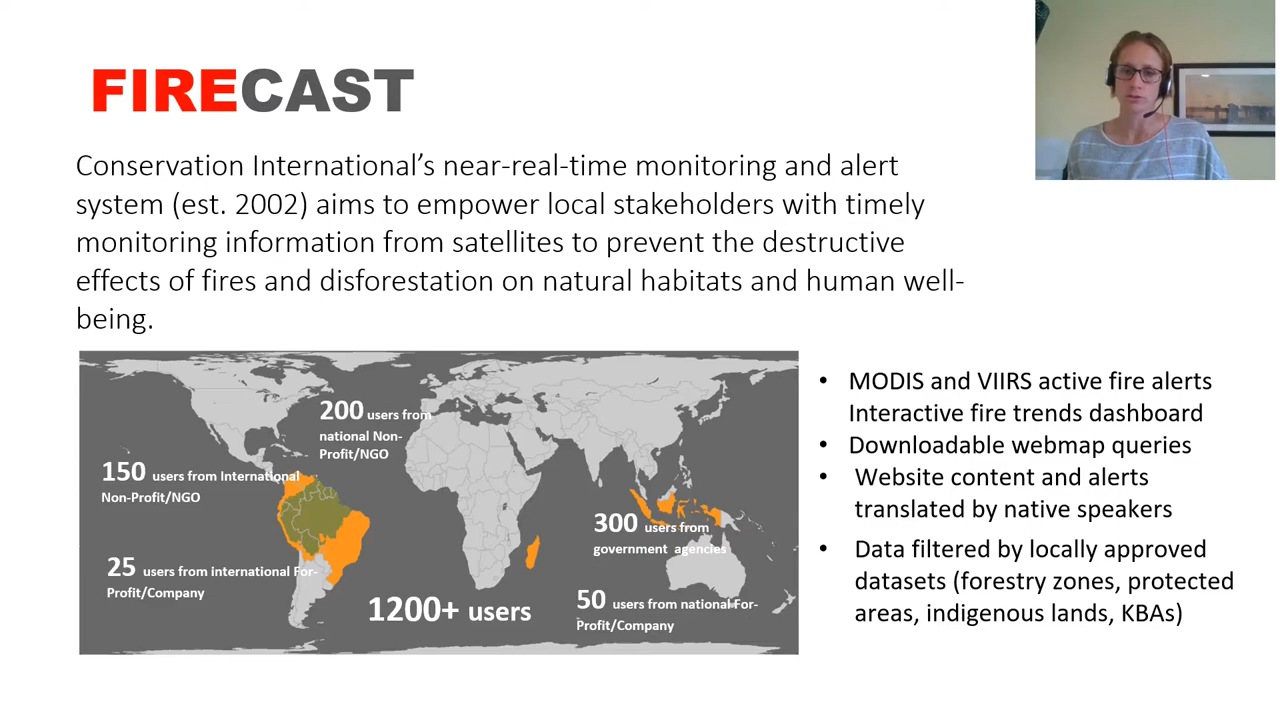 FIRECAST
Conservation International's near-real-time monitoring and alert
system (est. 2002) aims to empower local stakeholders with timely
monitoring information from satellites to prevent the destructive
effects of fires and disforestation on natural habitats and human well-
being.
200 users from
national Non-
Profit/NGO
150 users from International
Non-Profit/NGO
300 users from
government agencies
25 users from international For-
Profit/Company
1200+ users
50 users from national For-
Profit/Company
• MODIS and VIIRS active fire alerts
Interactive fire trends dashboard
• Downloadable webmap queries
• Website content and alerts
translated by native speakers
• Data filtered by locally approved
datasets (forestry zones, protected
areas, indigenous lands, KBAs)